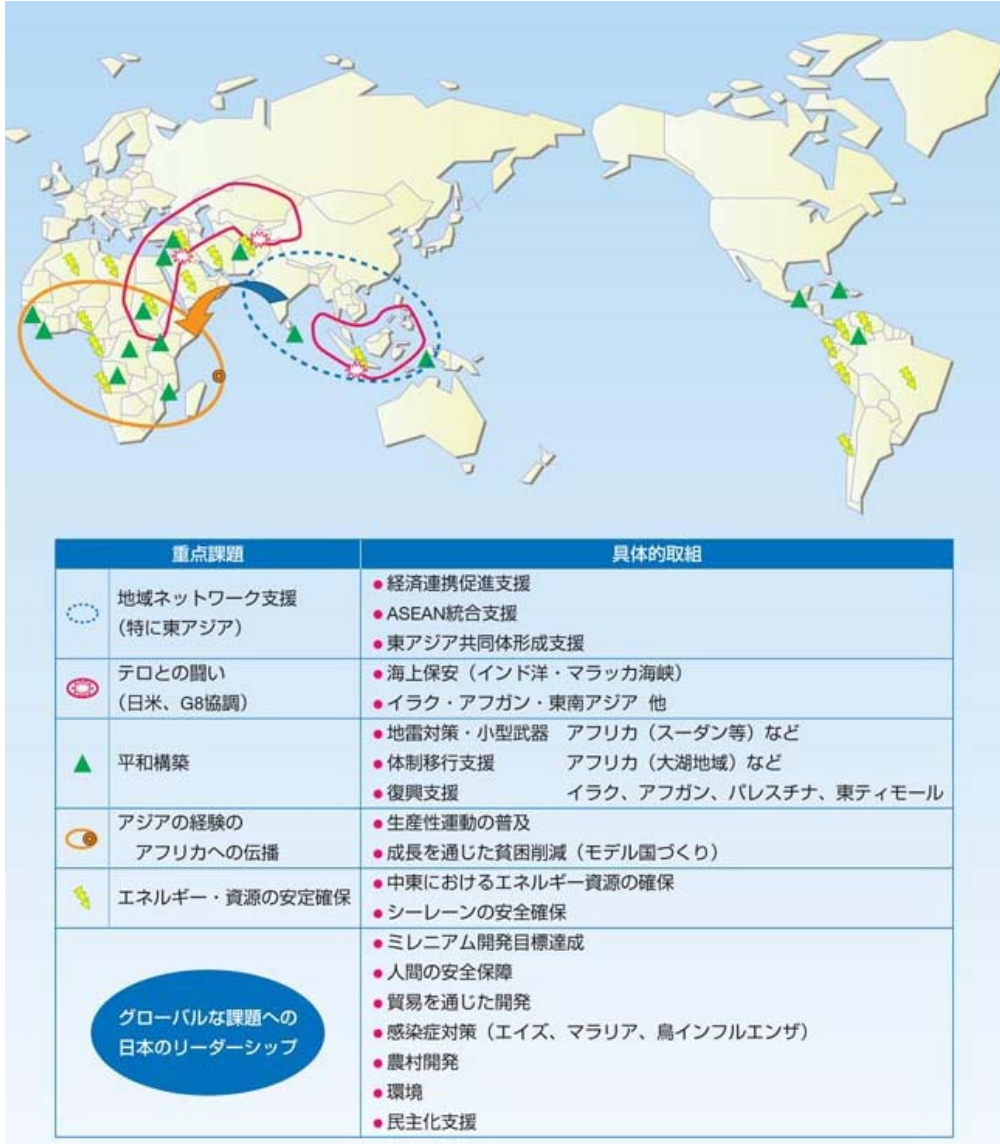 重点課題 具体的取組
地域ネットワーク支援
（特に東アジア）
●経済連携促進支援
●ASEAN統合支援
●東アジア共同体形成支援
テロとの闘い
（日米、G8協調）
●海上保安（インド洋・マラッカ海峡）
●イラク・アフガン・東南アジア 他
平和構築
●地雷対策・小型武器 アフリカ（スーダン等）など
●体制移行支援 アフリカ（大湖地域）など
●復興支援 イラク、アフガン、パレスチナ、東ティモール
アジアの経験の
アフリカへの伝播
●生産性運動の普及
●成長を通じた貧困削減（モデル国づくり）
エネルギー・資源の安定確保
●中東におけるエネルギー資源の確保
●シーレーンの安全確保
グローバルな課題への
日本のリーダーシップ
●ミレニアム開発目標達成
●人間の安全保障
●貿易を通じた開発
●感染症対策（エイズ、マラリア、鳥インフルエンザ）
●農村開発
●環境
●民主化支援